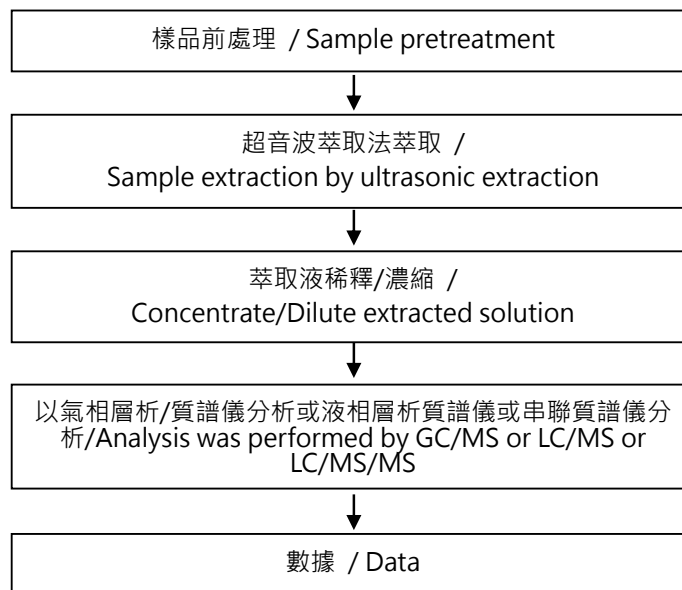 樣品前處理 / Sample pretreatment
超音波萃取法萃取 /
Sample extraction by ultrasonic extraction
萃取液稀釋/濃縮 /
Concentrate/Dilute extracted solution
以氣相層析/質譜儀分析或液相層析質譜儀或串聯質譜儀分
析/Analysis was performed by GC/MS or LC/MS or
LC/MS/MS
數據 / Data